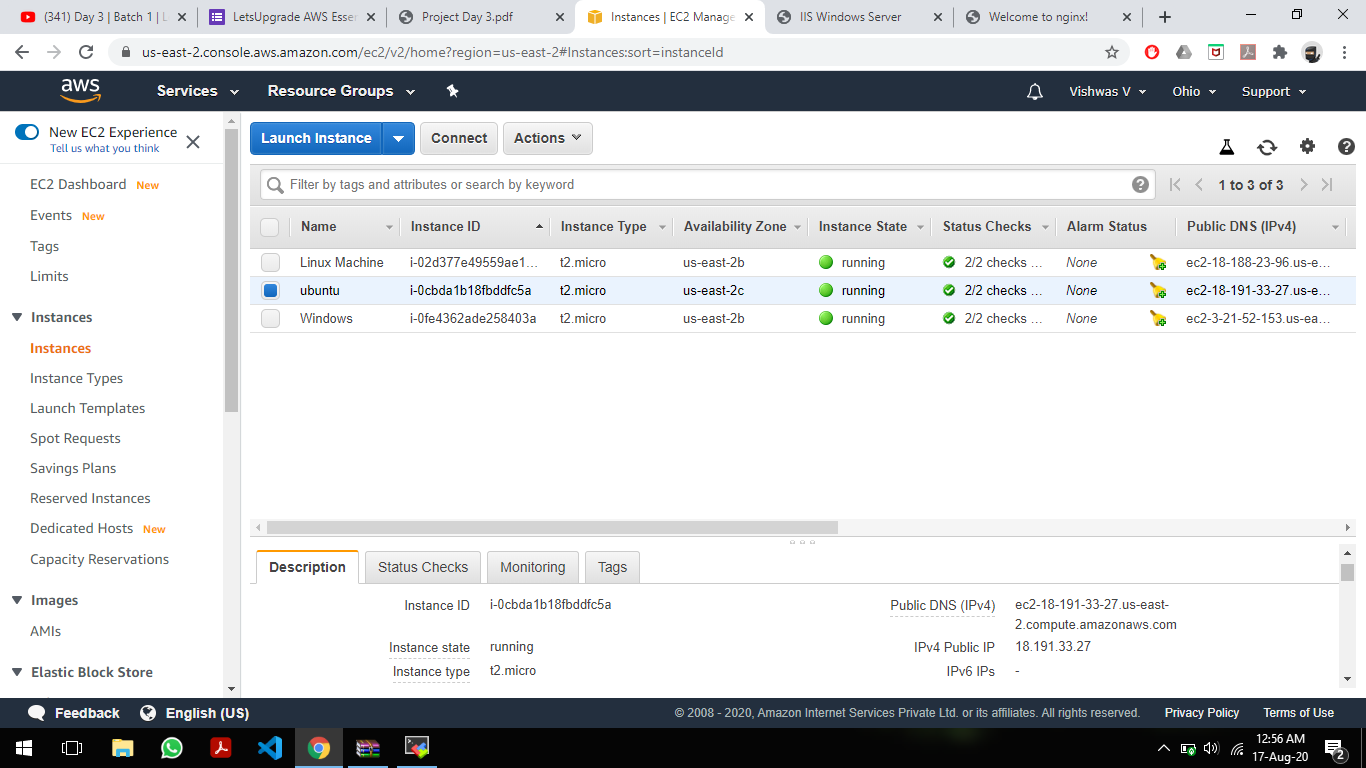 (341) Day 3 | Batch 1 | L
LetsUpgrade AWS Essen
Project Day 3.pdf
Instances | EC2 Manage
IIS Windows Server
Welcome to nginx!
us-east-2.console.aws.amazon.com/ec2/v2/home?region=us-east-2#Instances:sort=instanceId
aws Services Resource Groups Vishwas V Ohio Support
New EC2 Experience
Tell us what you think
EC2 Dashboard New
Events New
Tags
Limits
Instances
Instances
Instance Types
Launch Templates
Spot Requests
Savings Plans
Reserved Instances
Dedicated Hosts New
Capacity Reservations
Images
AMIs
Elastic Block Store
Launch Instance Connect Actions
Filter by tags and attributes or search by keyword 1 to 3 of 3
Name Instance ID Instance Type Availability Zone Instance State Status Checks Alarm Status Public DNS (IPv4)
Linux Machine i-02d377e49559ae1... t2.micro us-east-2b running 2/2 checks ... None ec2-18-188-23-96.us-e...
ubuntu i-0cbda1b18fbddfc5a t2.micro us-east-2c running 2/2 checks ... None ec2-18-191-33-27.us-e...
Windows i-0fe4362ade258403a t2.micro us-east-2b running 2/2 checks ... None ec2-3-21-52-153.us-ea...
Description Status Checks Monitoring Tags
Instance ID i-0cbda1b18fbddfc5a
Instance state running
Instance type t2.micro
Public DNS (IPv4) ec2-18-191-33-27.us-east-
2.compute.amazonaws.com
IPv4 Public IP 18.191.33.27
IPv6 IPs -
Feedback English (US) © 2008 - 2020, Amazon Internet Services Private Ltd. or its affiliates. All rights reserved. Privacy Policy Terms of Use
12:56 AM
17-Aug-20
2